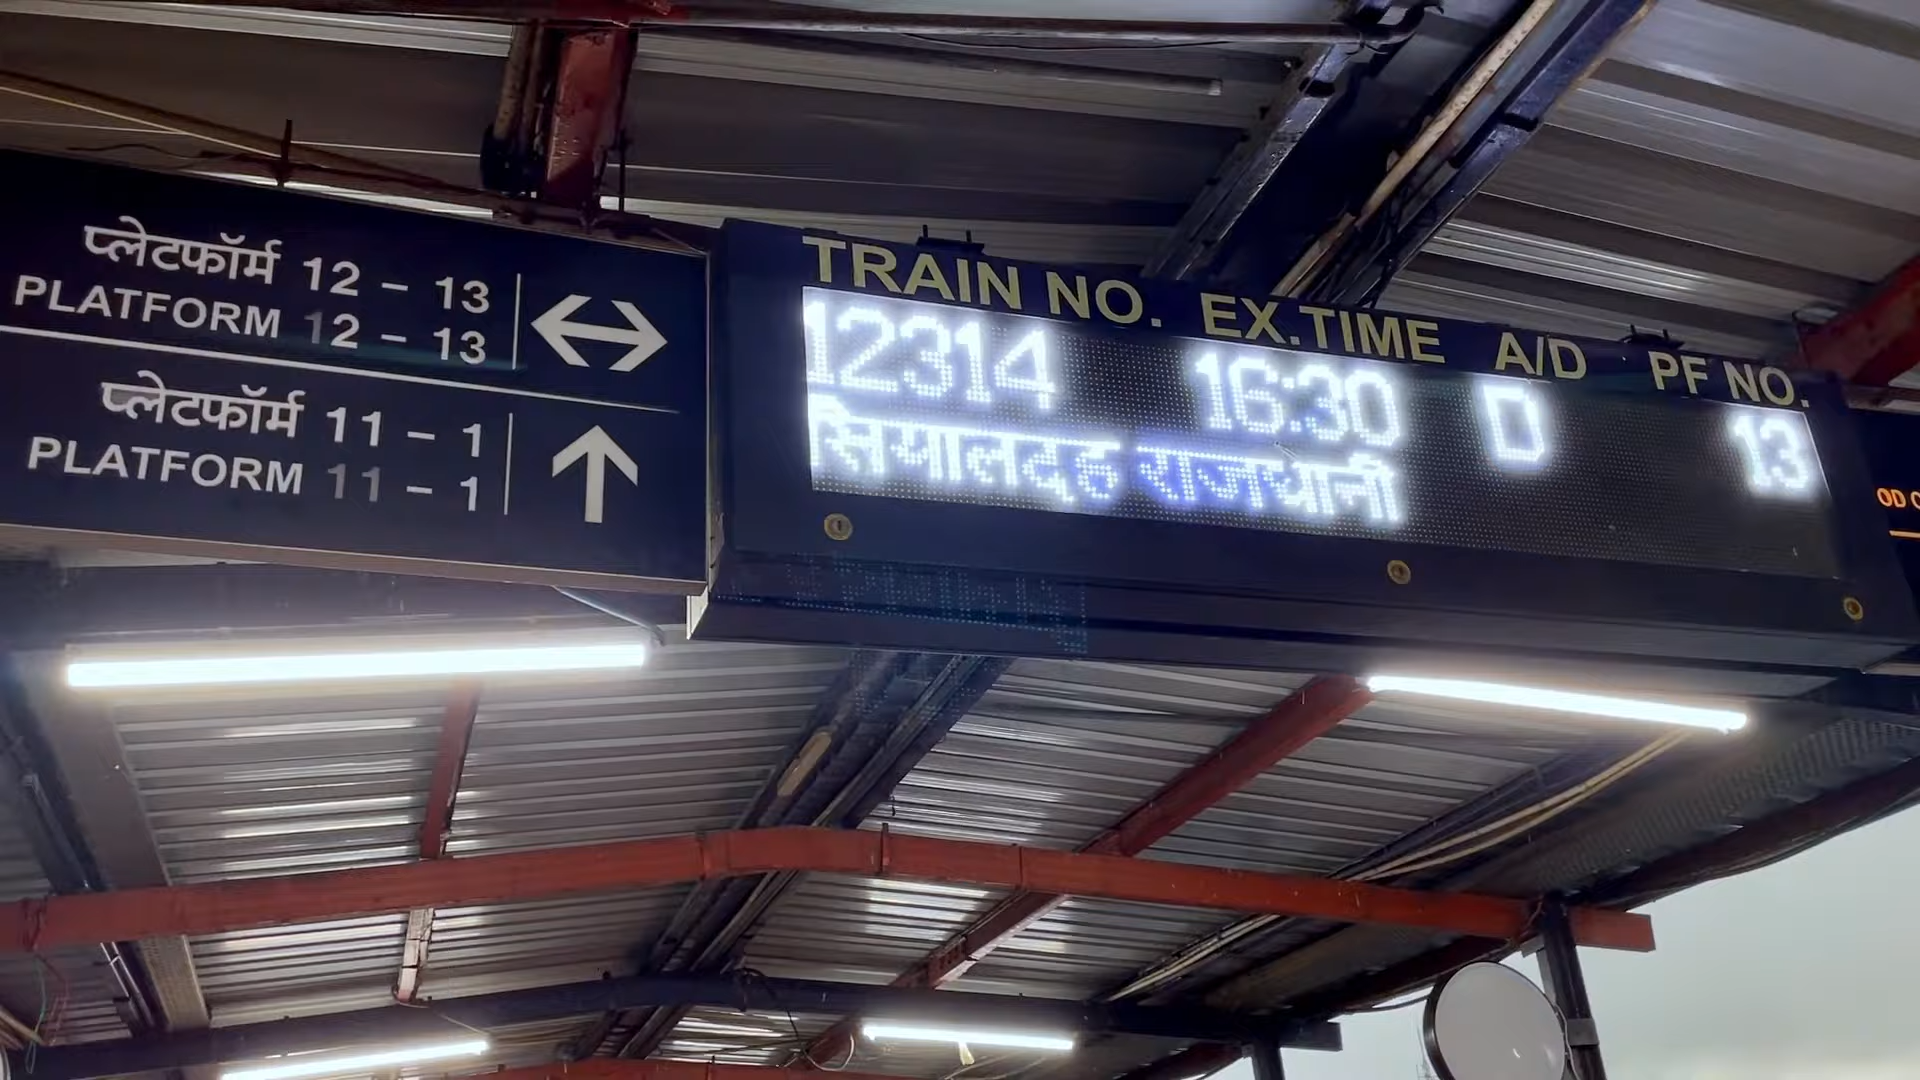 प्लेटफॉर्म 12 – 13
PLATFORM 12 – 13
प्लेटफॉर्म 11 – 1
PLATFORM 11 – 1
TRAIN NO. EX.TIME A/D PF NO.
12314 16:30 D 13
सियालदह राजधानी
OD